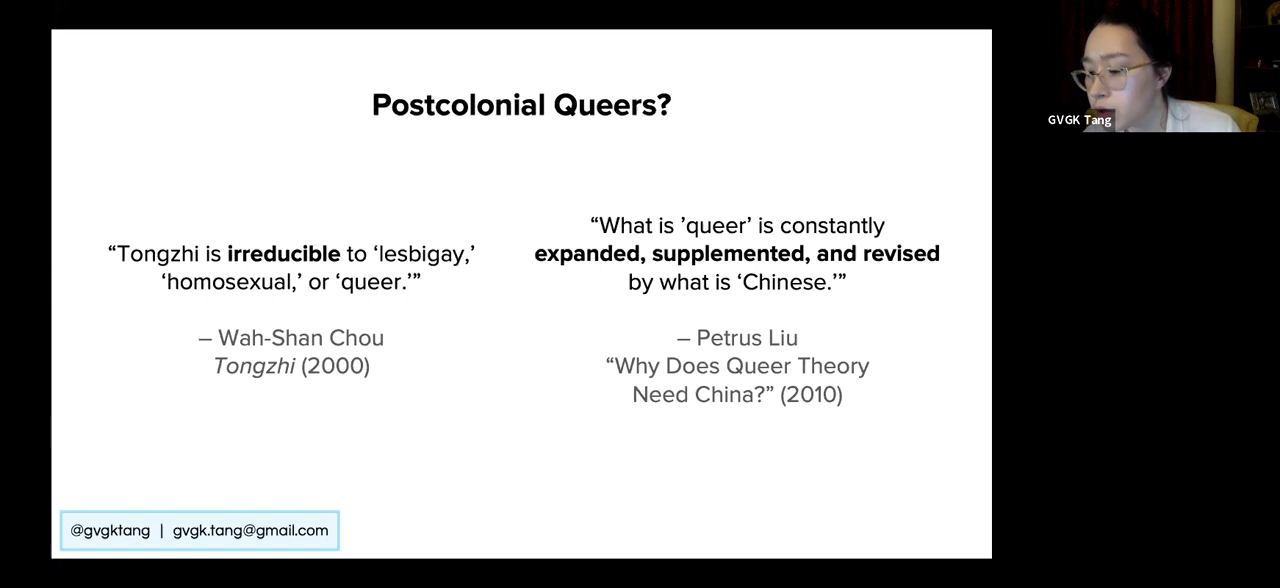 Postcolonial Queers?
“Tongzhi is irreducible to ‘lesbigay,’
‘homosexual,’ or ‘queer.’”
– Wah-Shan Chou
Tongzhi (2000)
“What is ’queer’ is constantly
expanded, supplemented, and revised
by what is ‘Chinese.’”
– Petrus Liu
“Why Does Queer Theory
Need China?” (2010)
@gvgktang | gvgk.tang@gmail.com
GVGK Tang